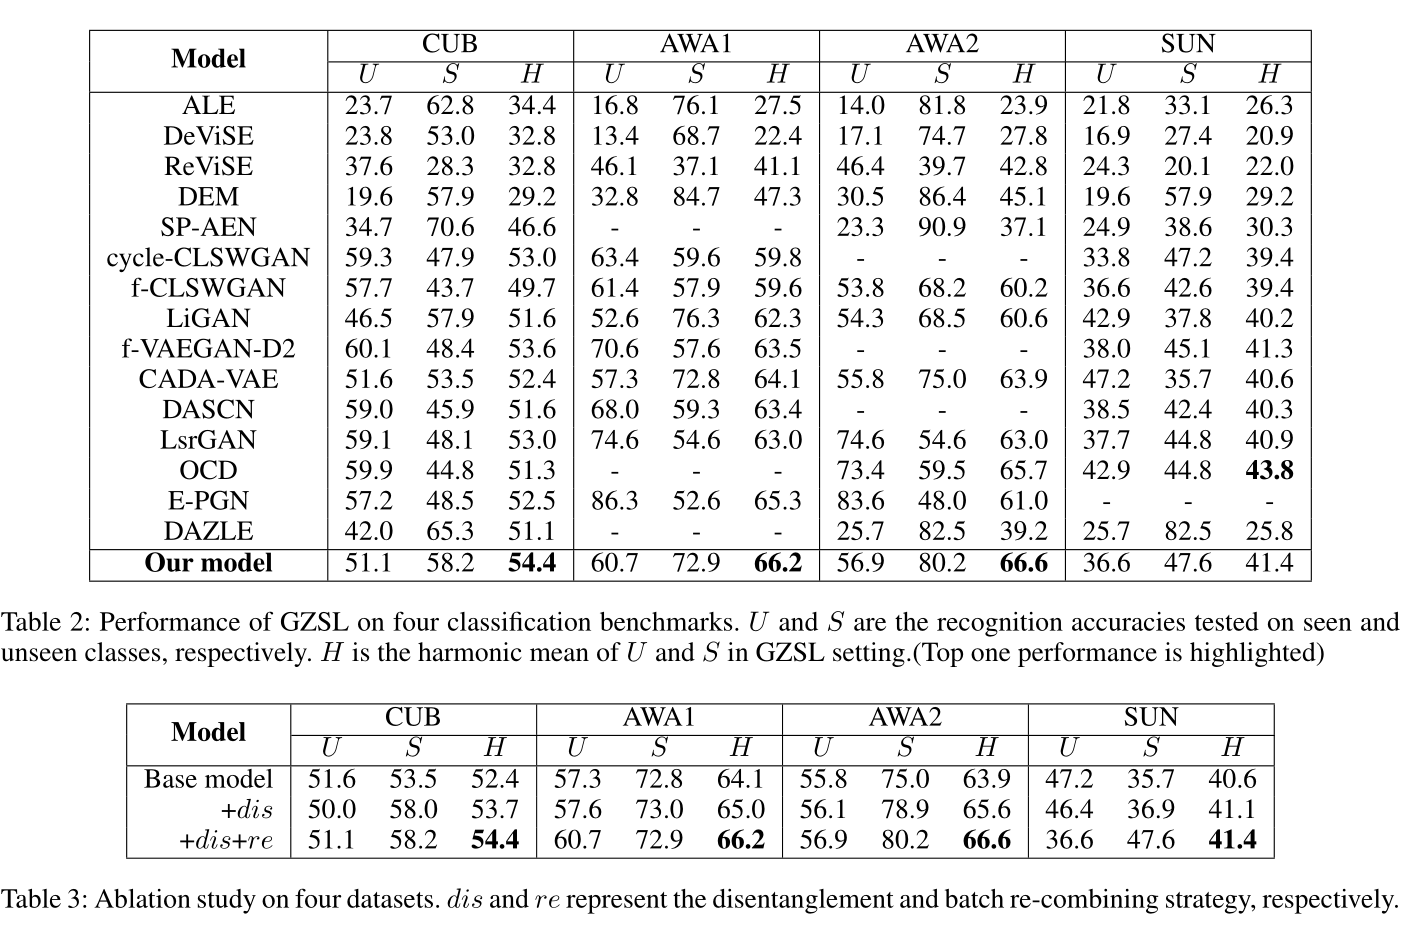 Model CUB AWA1 AWA2 SUN
U S H U S H U S H U S H
ALE 23.7 62.8 34.4 16.8 76.1 27.5 14.0 81.8 23.9 21.8 33.1 26.3
DeViSE 23.8 53.0 32.8 13.4 68.7 22.4 17.1 74.7 27.8 16.9 27.4 20.9
ReViSE 37.6 28.3 32.8 46.1 37.1 41.1 46.4 39.7 42.8 24.3 20.1 22.0
DEM 19.6 57.9 29.2 32.8 84.7 47.3 30.5 86.4 45.1 19.6 57.9 29.2
SP-AEN 34.7 70.6 46.6 - - - 23.3 90.9 37.1 24.9 38.6 30.3
cycle-CLSWGAN 59.3 47.9 53.0 63.4 59.6 59.8 - - - 33.8 47.2 39.4
f-CLSWGAN 57.7 43.7 49.7 61.4 57.9 59.6 53.8 68.2 60.2 36.6 42.6 39.4
LiGAN 46.5 57.9 51.6 52.6 76.3 62.3 54.3 68.5 60.6 42.9 37.8 40.2
f-VAEGAN-D2 60.1 48.4 53.6 70.6 57.6 63.5 - - - 38.0 45.1 41.3
CADA-VAE 51.6 53.5 52.4 57.3 72.8 64.1 55.8 75.0 63.9 47.2 35.7 40.6
DASCN 59.0 45.9 51.6 68.0 59.3 63.4 - - - 38.5 42.4 40.3
LsrGAN 59.1 48.1 53.0 74.6 54.6 63.0 74.6 54.6 63.0 37.7 44.8 40.9
OCD 59.9 44.8 51.3 - - - 73.4 59.5 65.7 42.9 44.8 43.8
E-PGN 57.2 48.5 52.5 86.3 52.6 65.3 83.6 48.0 61.0 - - -
DAZLE 42.0 65.3 51.1 - - - 25.7 82.5 39.2 25.7 82.5 25.8
Our model 51.1 58.2 54.4 60.7 72.9 66.2 56.9 80.2 66.6 36.6 47.6 41.4
Table 2: Performance of GZSL on four classification benchmarks. U and S are the recognition accuracies tested on seen and
unseen classes, respectively. H is the harmonic mean of U and S in GZSL setting.(Top one performance is highlighted)
Model CUB AWA1 AWA2 SUN
U S H U S H U S H U S H
Base model 51.6 53.5 52.4 57.3 72.8 64.1 55.8 75.0 63.9 47.2 35.7 40.6
+dis 50.0 58.0 53.7 57.6 73.0 65.0 56.1 78.9 65.6 46.4 36.9 41.1
+dis+re 51.1 58.2 54.4 60.7 72.9 66.2 56.9 80.2 66.6 36.6 47.6 41.4
Table 3: Ablation study on four datasets. dis and re represent the disentanglement and batch re-combining strategy, respectively.